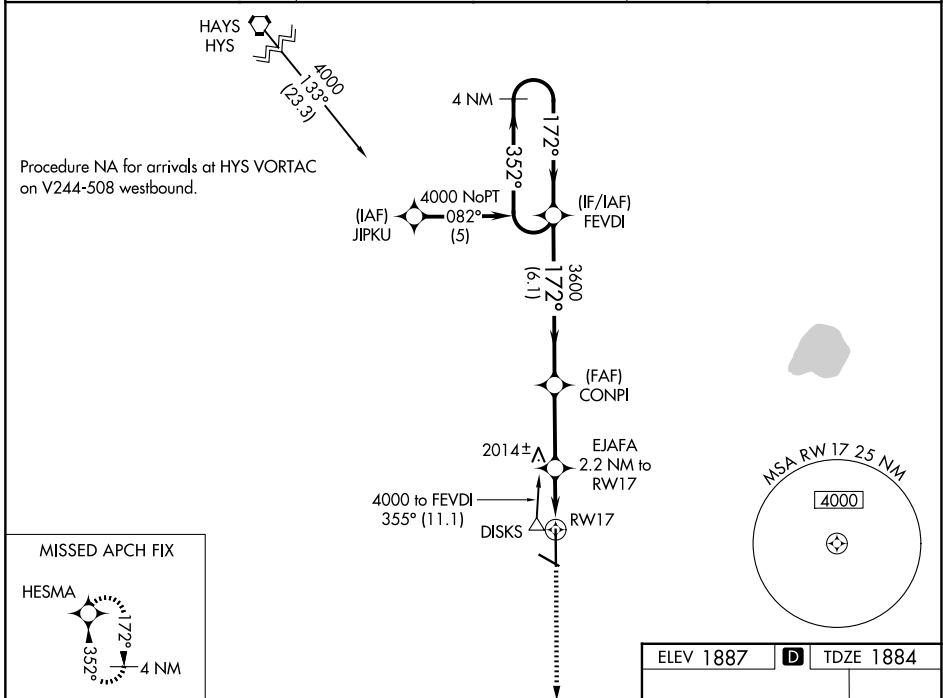 HAYS
HYS
4000
133°
(23.3)
4 NM
172°
352°
Procedure NA for arrivals at HYS VORTAC
on V244-508 westbound.
(IAF)
JIPKU
4000 NoPT
082°
(5)
(IF/IAF)
FEVDI
3600
172°
(6.1)
(FAF)
CONPI
2014±
EJAFA
2.2 NM to
RW17
4000 to FEVDI
355° (11.1)
DISKS
RW17
MSA RW 17 25 NM
4000
MISSED APCH FIX
HESMA
172°
352°
4 NM
ELEV 1887 D TDZE 1884